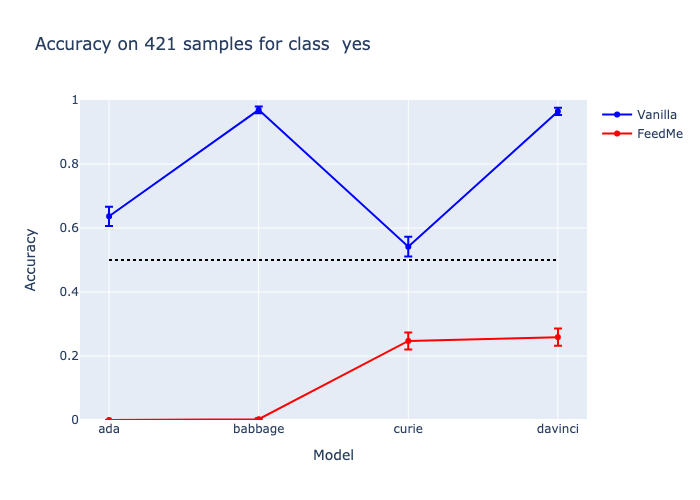 Accuracy on 421 samples for class  yes
Vanilla
FeedMe
Accuracy
1
0.8
0.6
0.4
0.2
0
ada babbage curie davinci
Model